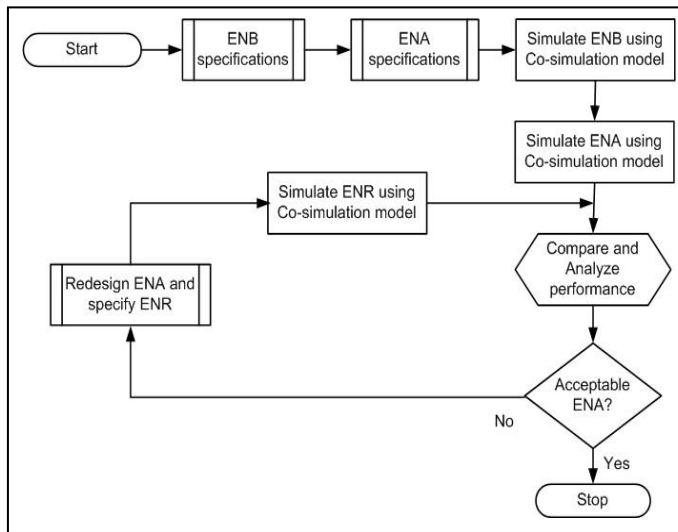 Start
ENB
specifications
ENA
specifications
Simulate ENB using
Co-simulation model
Simulate ENA using
Co-simulation model
Simulate ENR using
Co-simulation model
Compare and
Analyze
performance
Redesign ENA and
specify ENR
Acceptable
ENA?
No
Yes
Stop